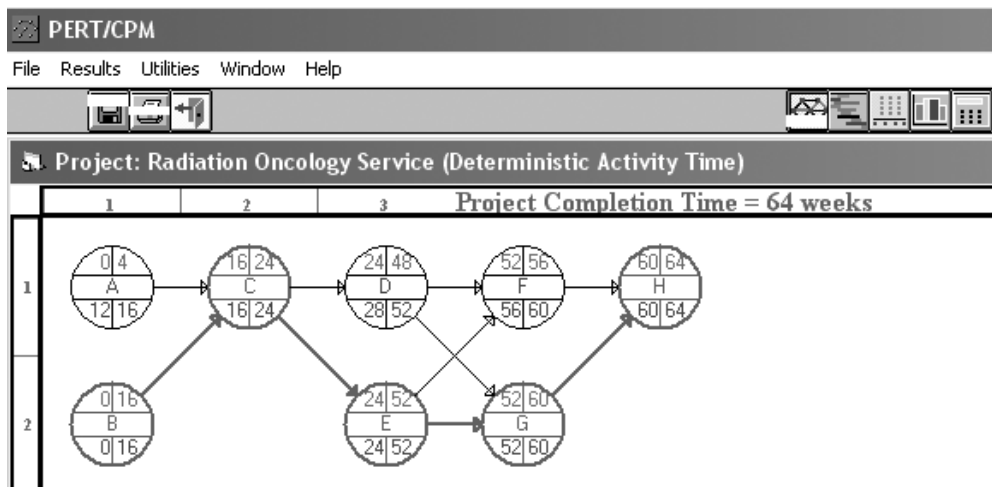 PERT/CPM
File Results Utilities Window Help
Project: Radiation Oncology Service (Deterministic Activity Time)
1 2 3 Project Completion Time = 64 weeks
1
0 4
A
12 16
16 24
C
16 24
24 48
D
28 52
52 56
F
56 60
60 64
H
60 64
2
0 16
B
0 16
24 52
E
24 52
52 60
G
52 60